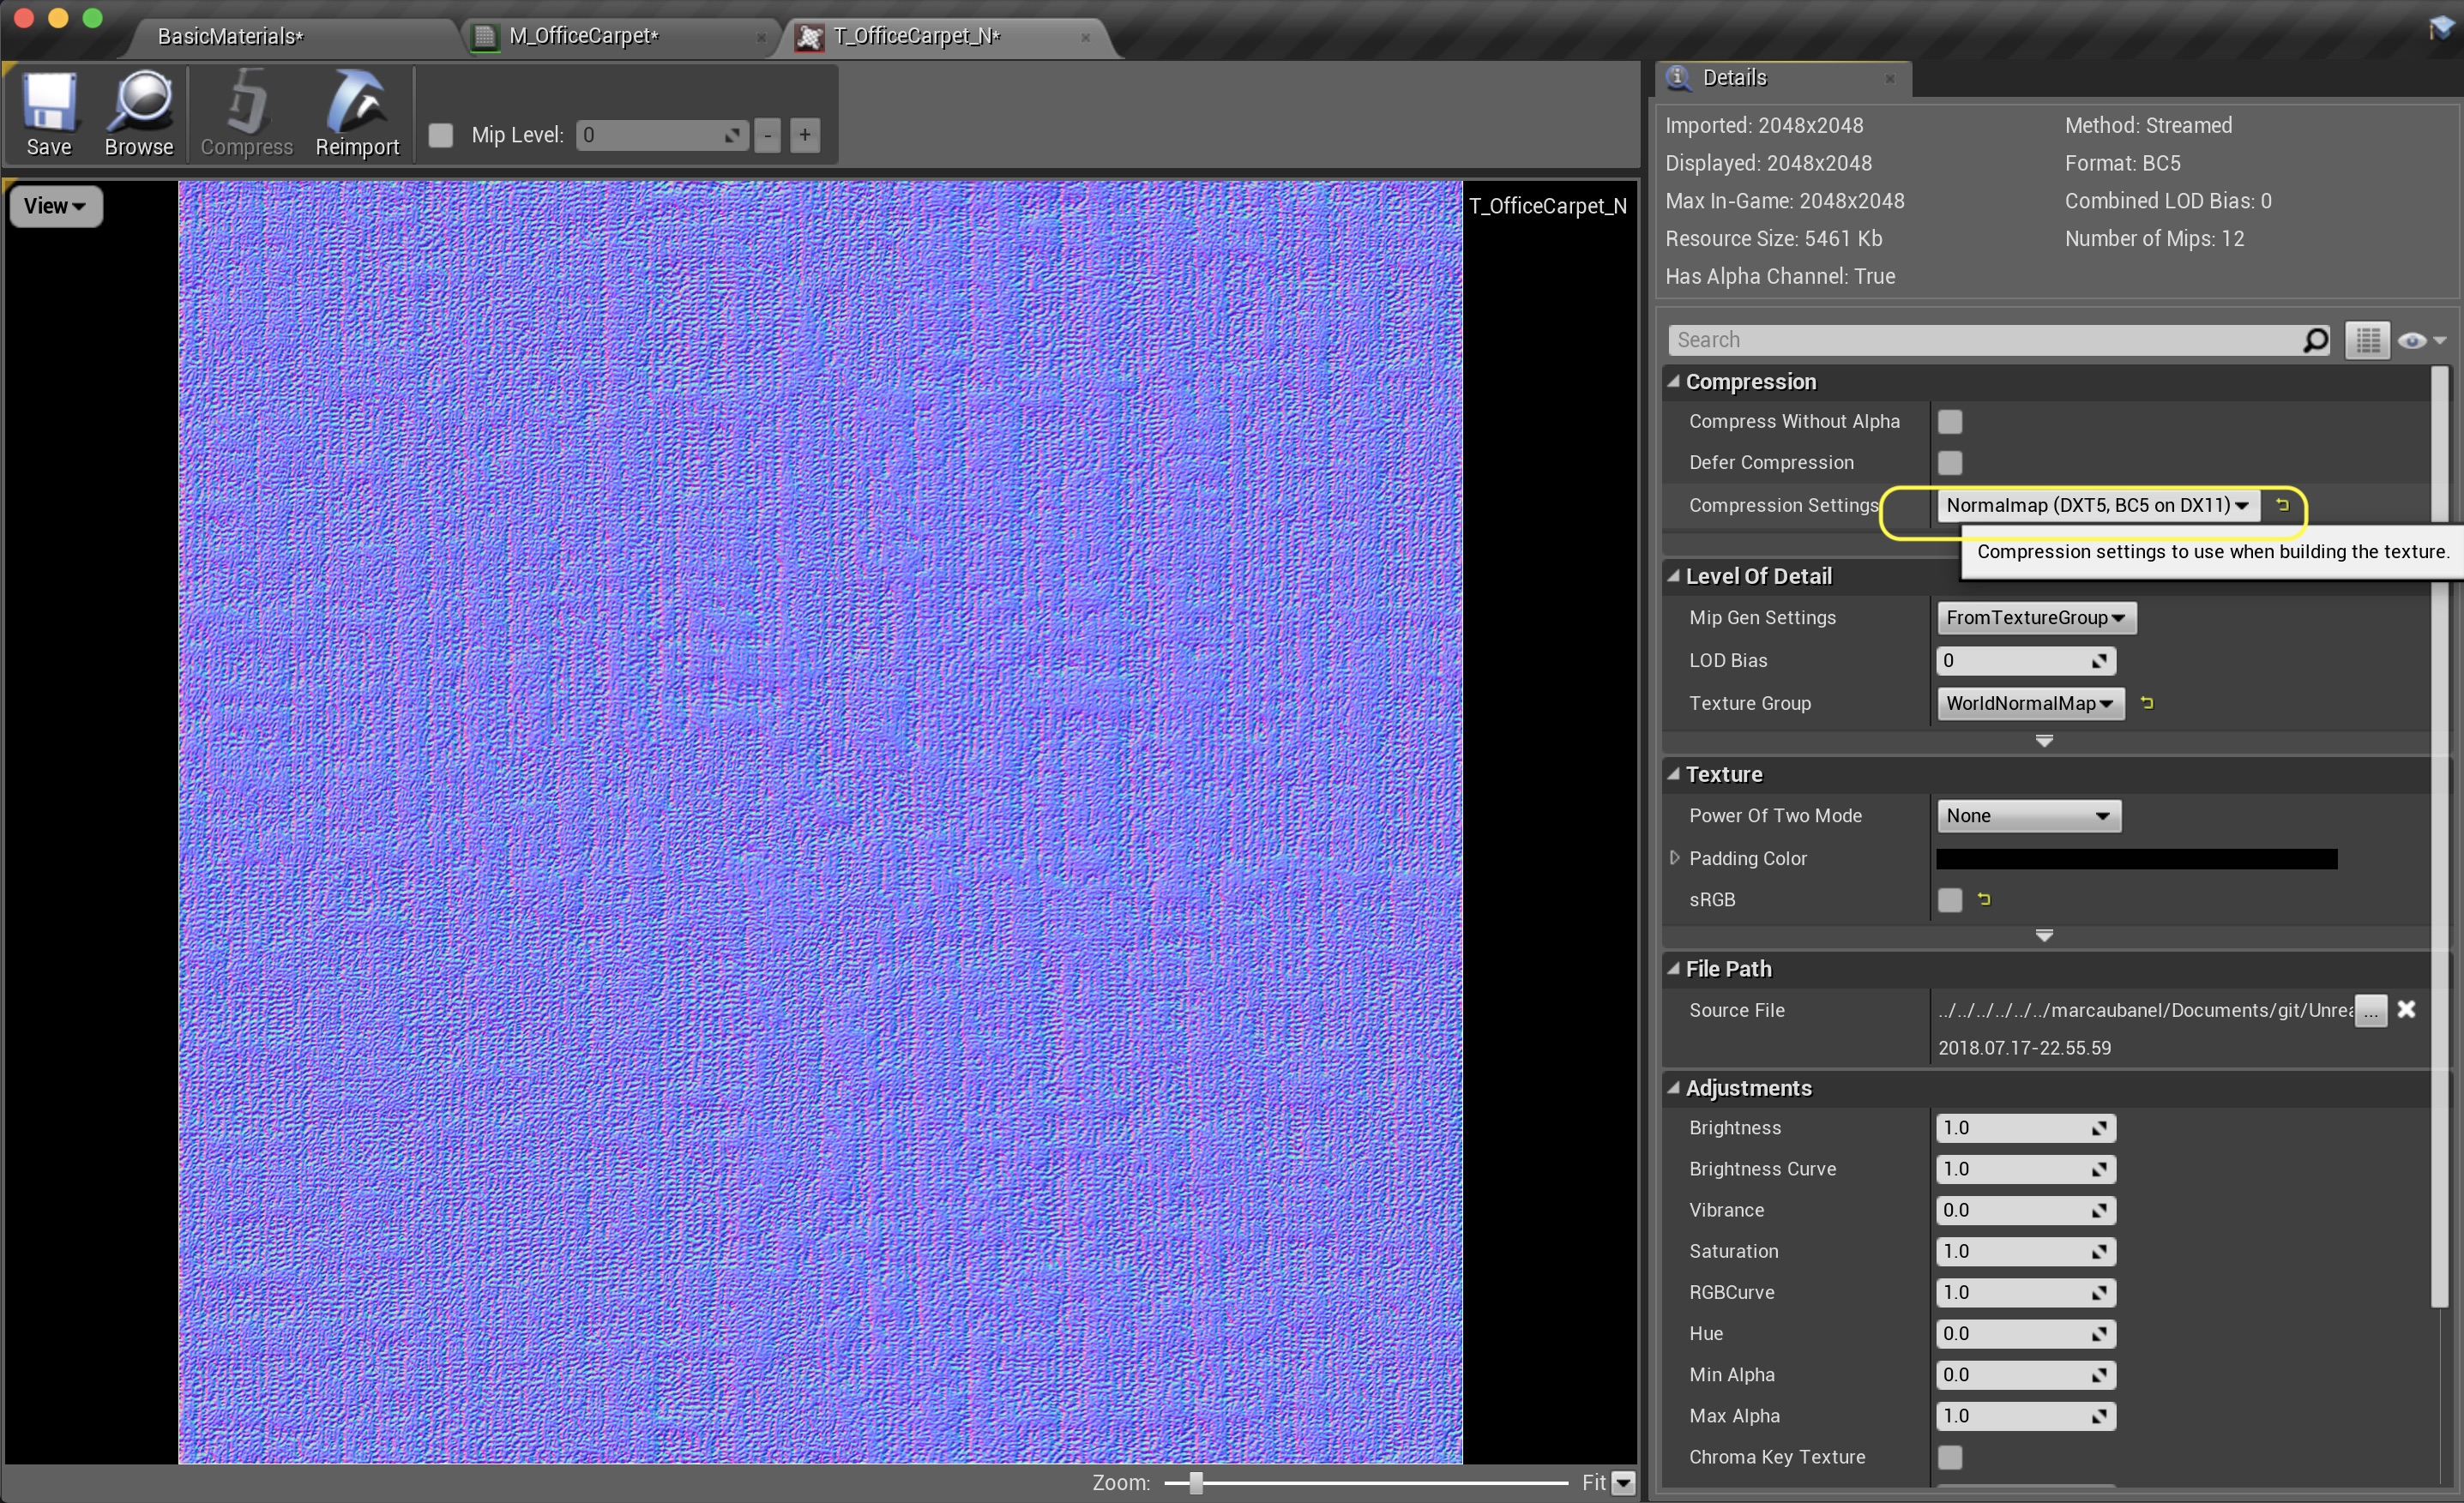 BasicMaterials*
M_OfficeCarpet*
T_OfficeCarpet_N*
Save
Browse
Compress
Reimport
Mip Level:
0
-
+
View
T_OfficeCarpet_N
Zoom:
Fit
Details
Imported: 2048x2048
Method: Streamed
Displayed: 2048x2048
Format: BC5
Max In-Game: 2048x2048
Combined LOD Bias: 0
Resource Size: 5461 Kb
Number of Mips: 12
Has Alpha Channel: True
Search
Compression
Compress Without Alpha
Defer Compression
Compression Settings
Normalmap (DXT5, BC5 on DX11)
Compression settings to use when building the texture.
Level Of Detail
Mip Gen Settings
FromTextureGroup
LOD Bias
0
Texture Group
WorldNormalMap
Texture
Power Of Two Mode
None
Padding Color
sRGB
File Path
Source File
../../../../../../marcaubanel/Documents/git/Unrea
...
2018.07.17-22.55.59
Adjustments
Brightness
1.0
Brightness Curve
1.0
Vibrance
0.0
Saturation
1.0
RGBCurve
1.0
Hue
0.0
Min Alpha
0.0
Max Alpha
1.0
Chroma Key Texture